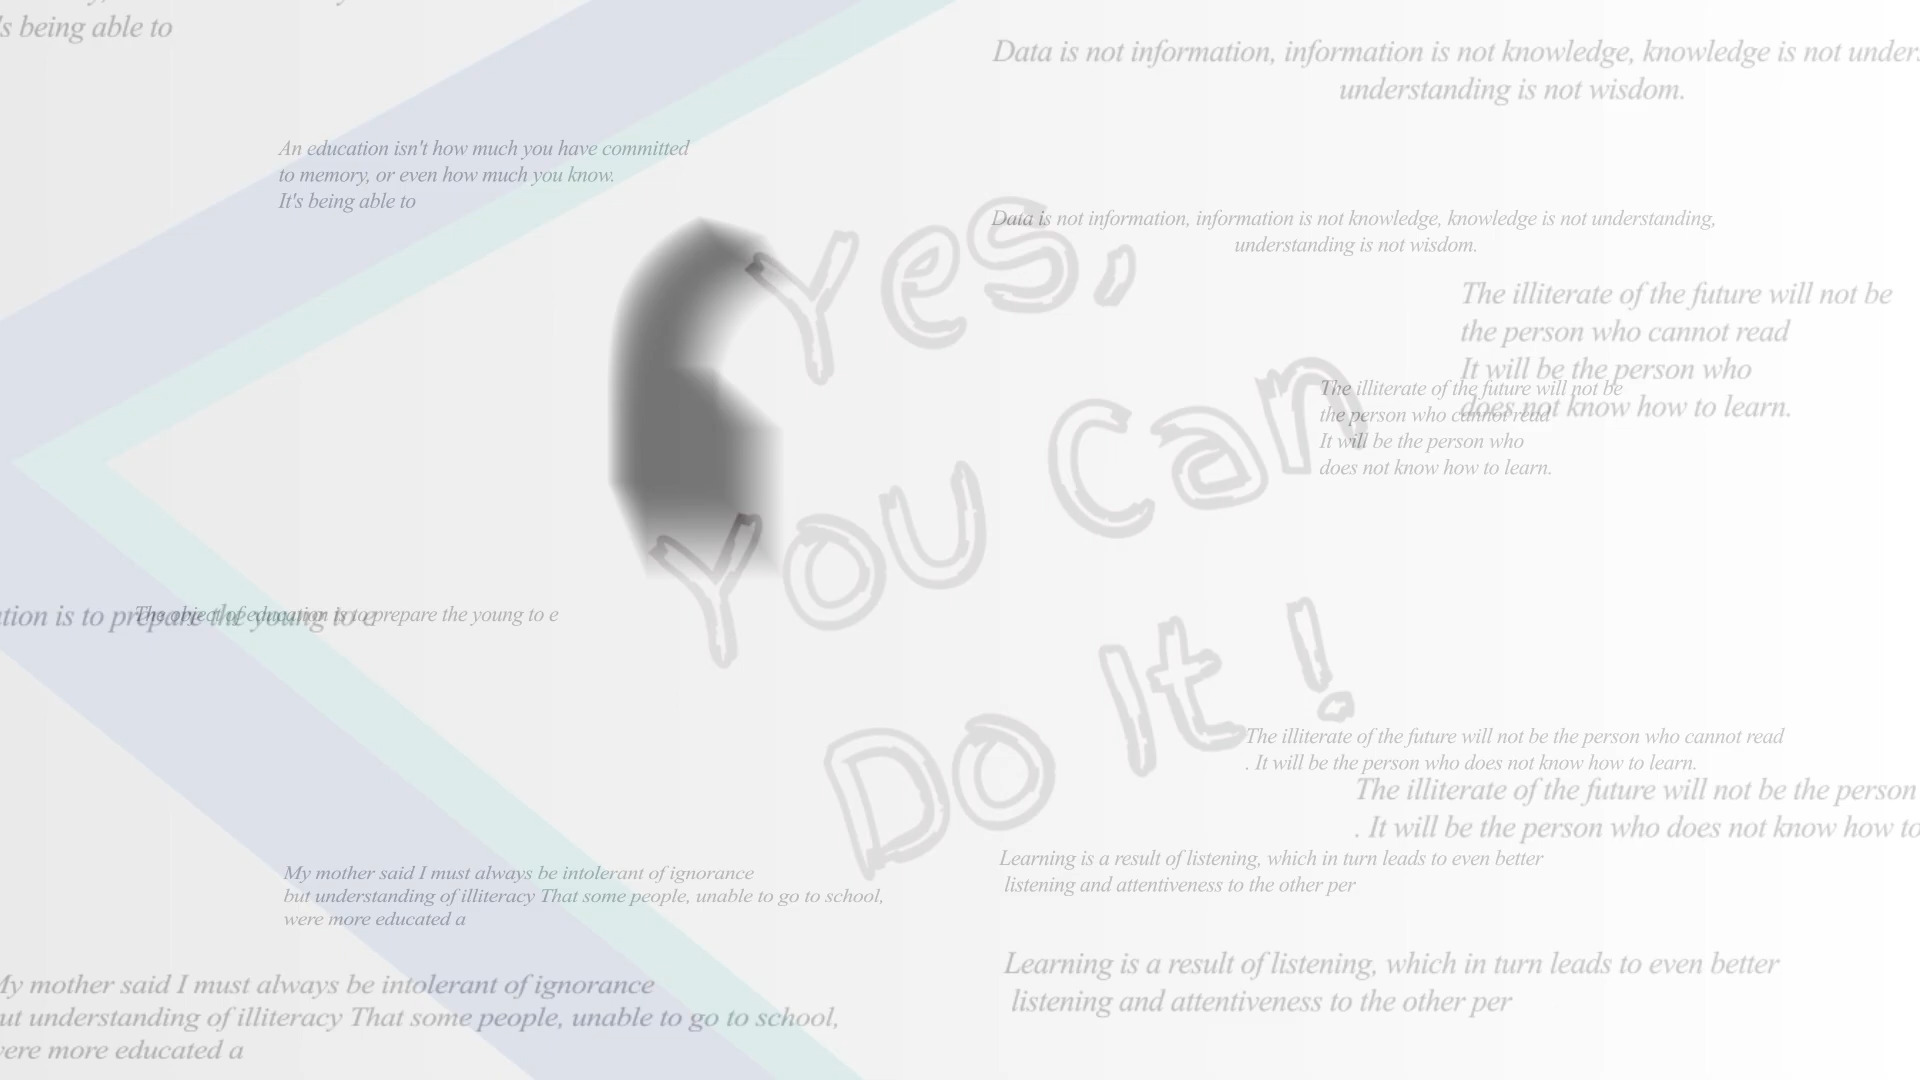 's being able to
Data is not information, information is not knowledge, knowledge is not under
understanding is not wisdom.
An education isn't how much you have committed
to memory, or even how much you know.
It's being able to
Yes,
You Can
Do It!
Data is not information, information is not knowledge, knowledge is not understanding,
understanding is not wisdom.
The illiterate of the future will not be
the person who cannot read
It will be the person who
does not know how to learn.
The illiterate of the future will not be
the person who cannot read
It will be the person who
does not know how to learn.
tion is to prepare the young to e
The object of education is to prepare the young to e
The illiterate of the future will not be the person who cannot read
. It will be the person who does not know how to learn.
The illiterate of the future will not be the person
. It will be the person who does not know how to
My mother said I must always be intolerant of ignorance
but understanding of illiteracy That some people, unable to go to school,
were more educated a
Learning is a result of listening, which in turn leads to even better
listening and attentiveness to the other per
My mother said I must always be intolerant of ignorance
ut understanding of illiteracy That some people, unable to go to school,
vere more educated a
Learning is a result of listening, which in turn leads to even better
listening and attentiveness to the other per